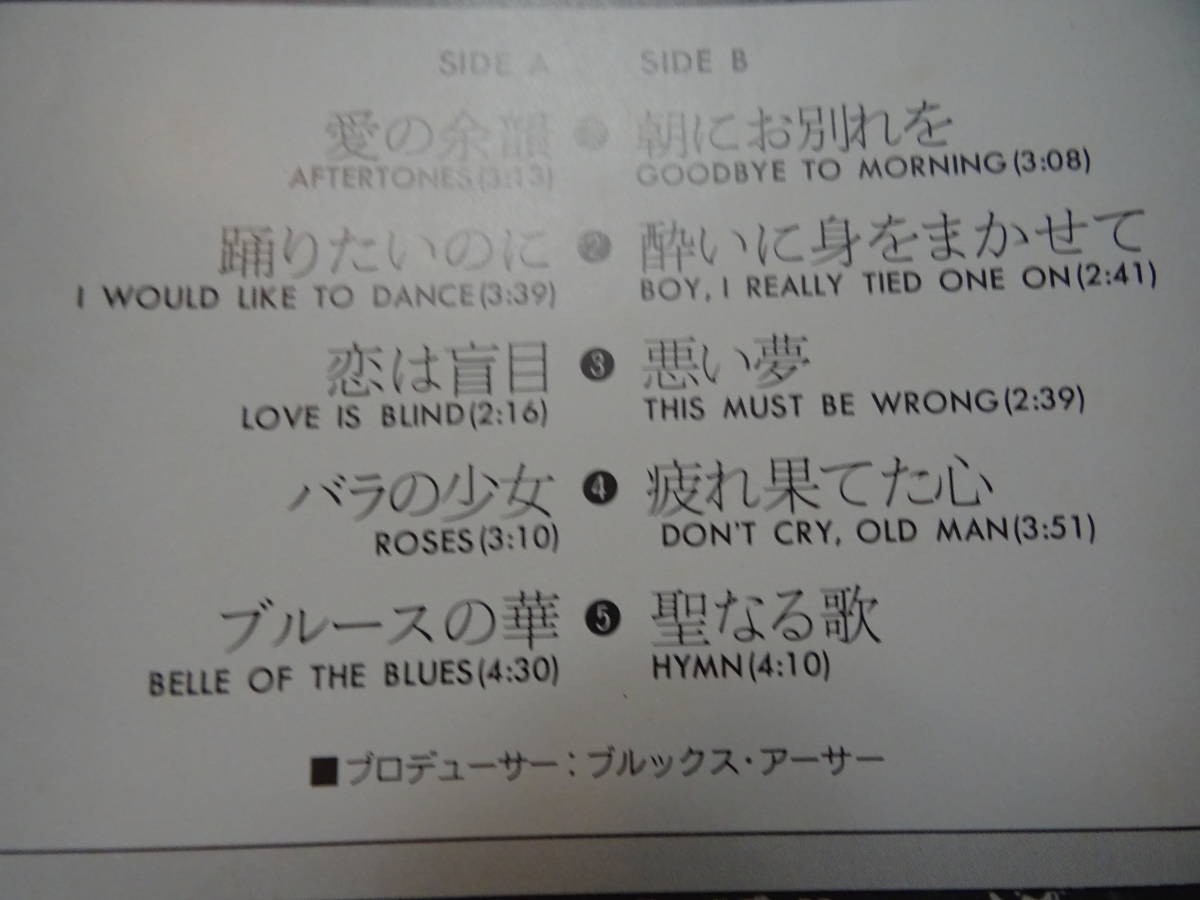 SIDE A
SIDE B
愛の余韻
AFTERTONES(3:13)
❷ 踊りたいのに
I WOULD LIKE TO DANCE(3:39)
❸ 恋は盲目
LOVE IS BLIND(2:16)
❹ バラの少女
ROSES(3:10)
❺ ブルースの華
BELLE OF THE BLUES(4:30)
朝にお別れを
GOODBYE TO MORNING(3:08)
酔いに身をまかせて
BOY, I REALLY TIED ONE ON(2:41)
悪い夢
THIS MUST BE WRONG(2:39)
疲れ果てた心
DON'T CRY, OLD MAN(3:51)
聖なる歌
HYMN(4:10)
■プロデューサー:ブルックス・アーサー